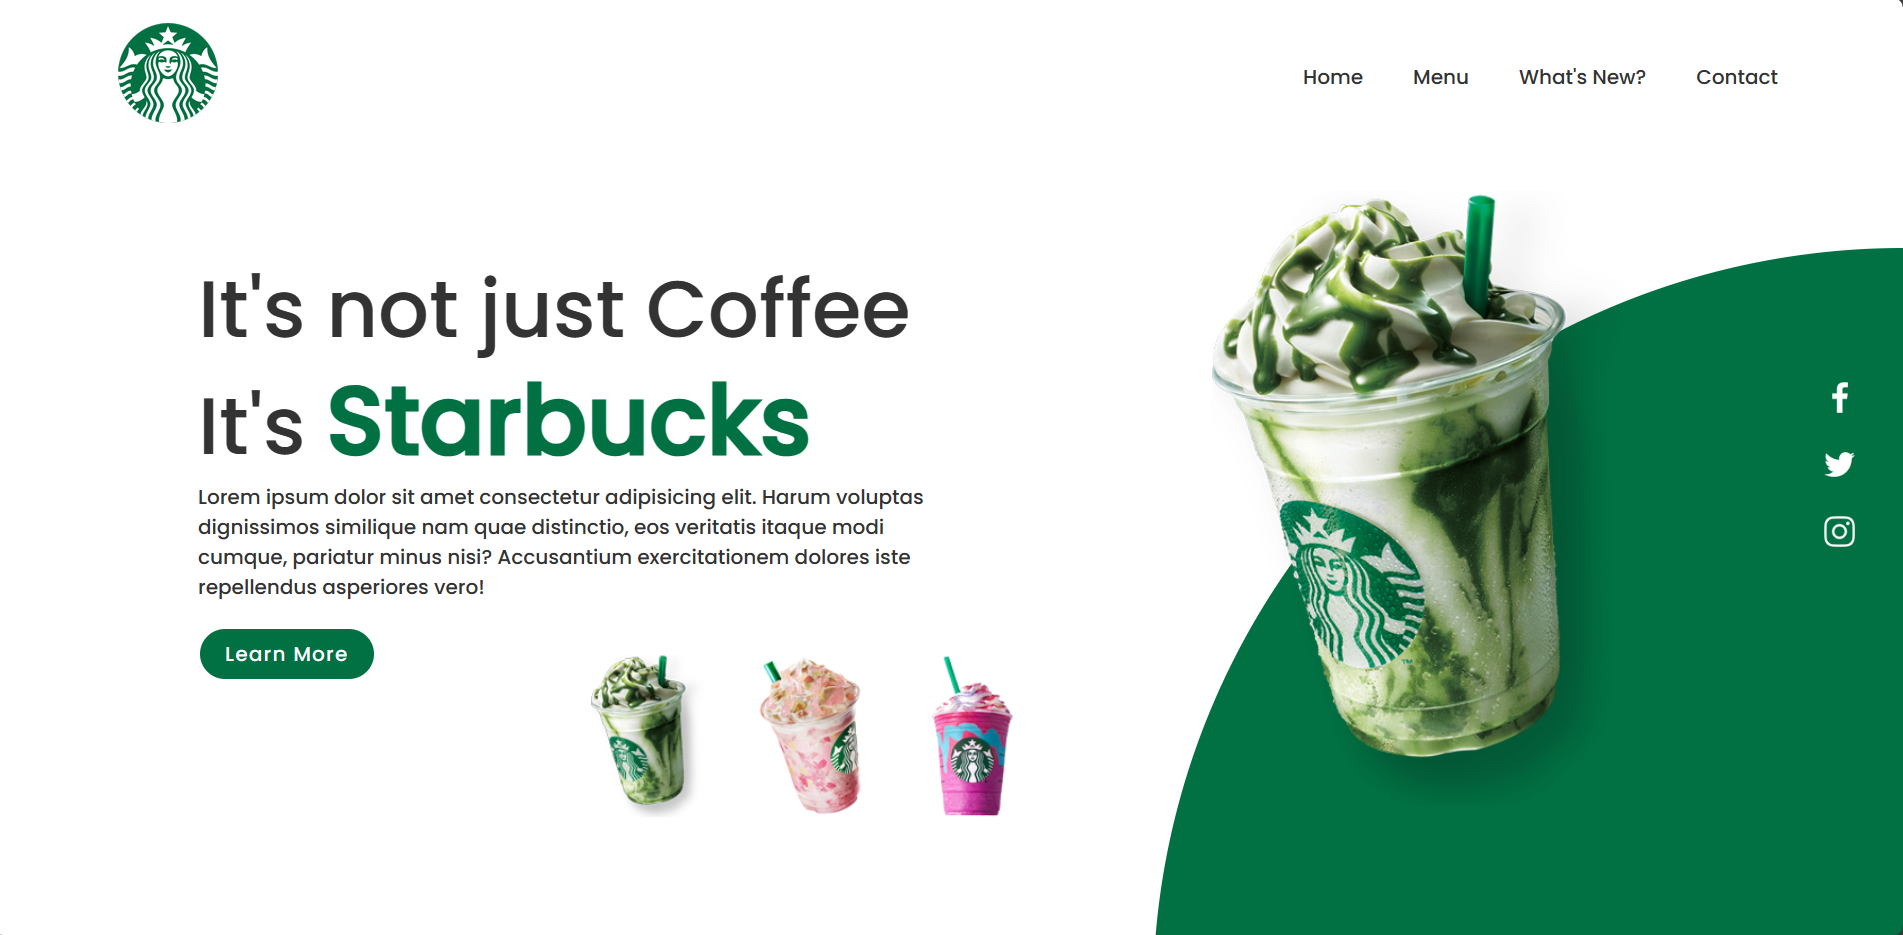 Home
Menu
What's New?
Contact
It's not just Coffee
It's Starbucks
Lorem ipsum dolor sit amet consectetur adipisicing elit. Harum voluptas
dignissimos similique nam quae distinctio, eos veritatis itaque modi
cumque, pariatur minus nisi? Accusantium exercitationem dolores iste
repellendus asperiores vero!
Learn More
TM